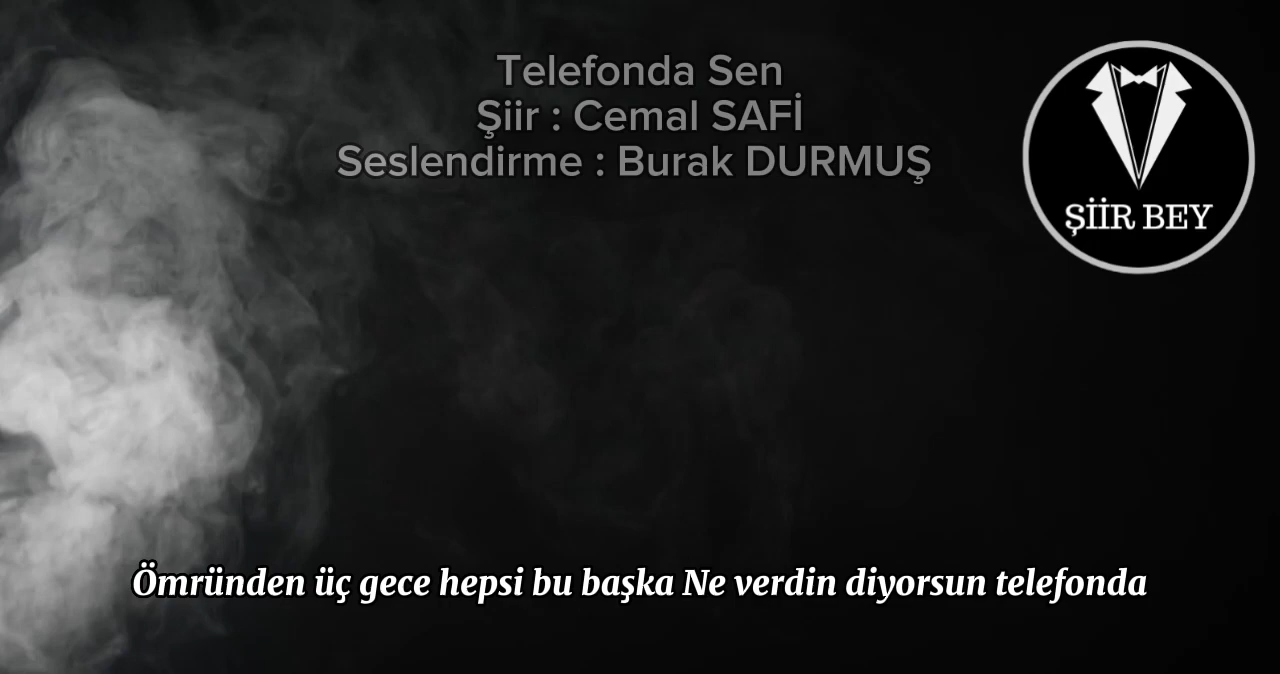 Telefonda Sen
Şiir : Cemal SAFİ
Seslendirme : Burak DURMUŞ
ŞİİR BEY
Ömründen üç gece hepsi bu başka Ne verdin diyorsun telefonda